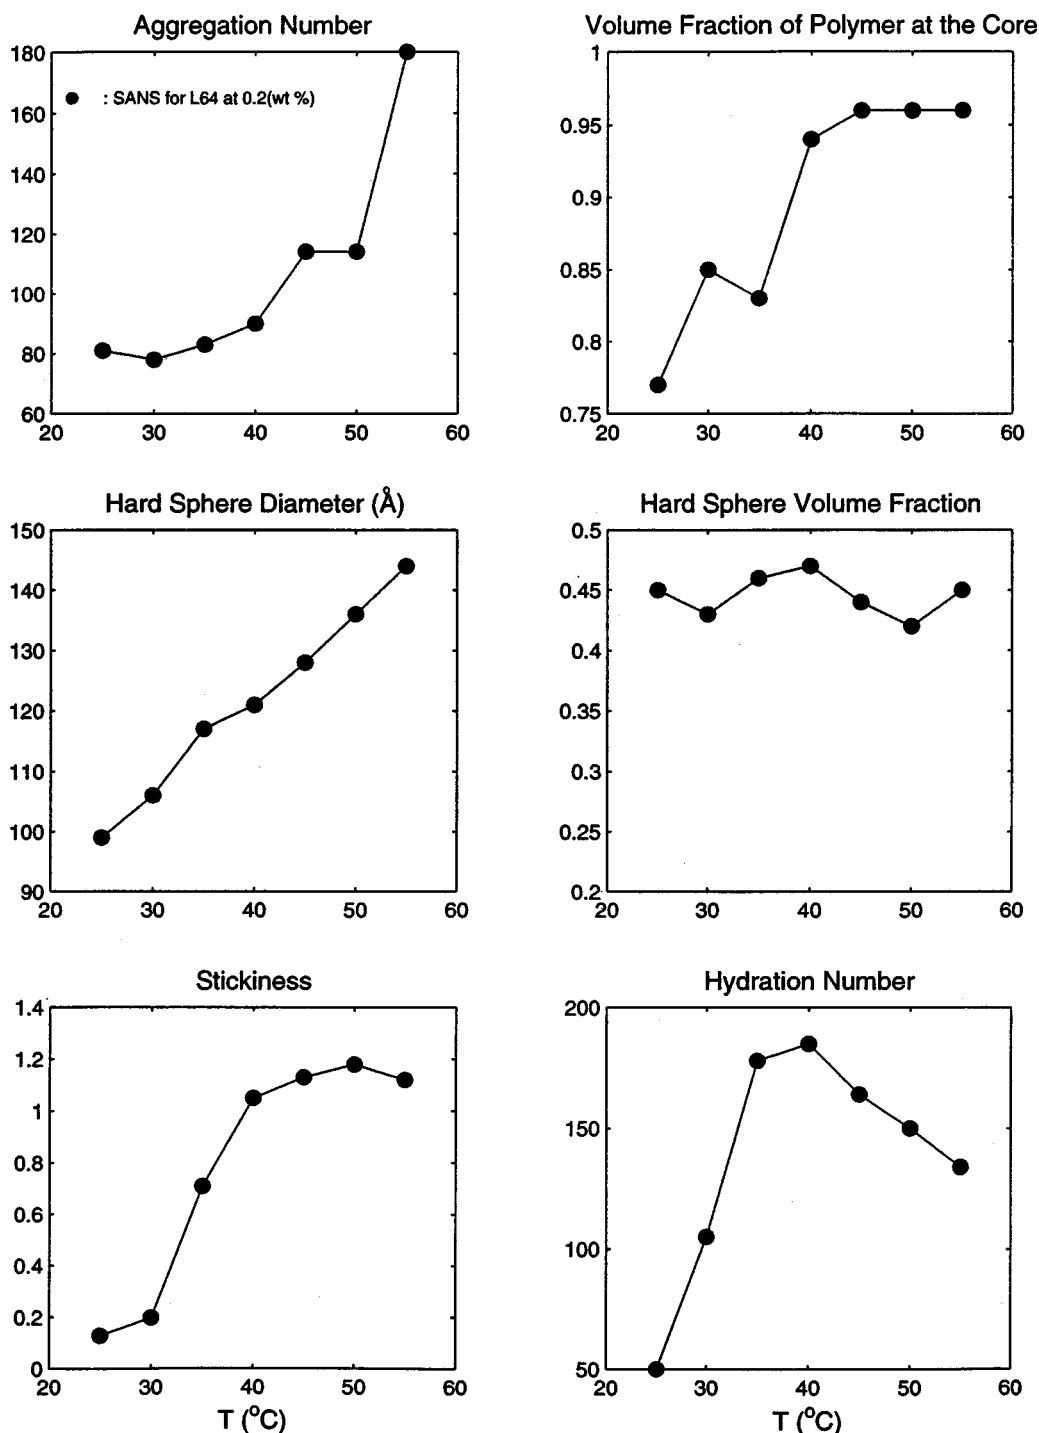 Aggregation Number
180
160
140
120
100
80
60
20 30 40 50 60
● : SANS for L64 at 0.2(wt %)
Volume Fraction of Polymer at the Core
1
0.95
0.9
0.85
0.8
0.75
20 30 40 50 60
Hard Sphere Diameter (Å)
150
140
130
120
110
100
90
20 30 40 50 60
Hard Sphere Volume Fraction
0.5
0.45
0.4
0.35
0.3
0.25
0.2
20 30 40 50 60
Stickiness
1.4
1.2
1
0.8
0.6
0.4
0.2
0
20 30 40 50 60
T (°C)
Hydration Number
200
150
100
50
20 30 40 50 60
T (°C)